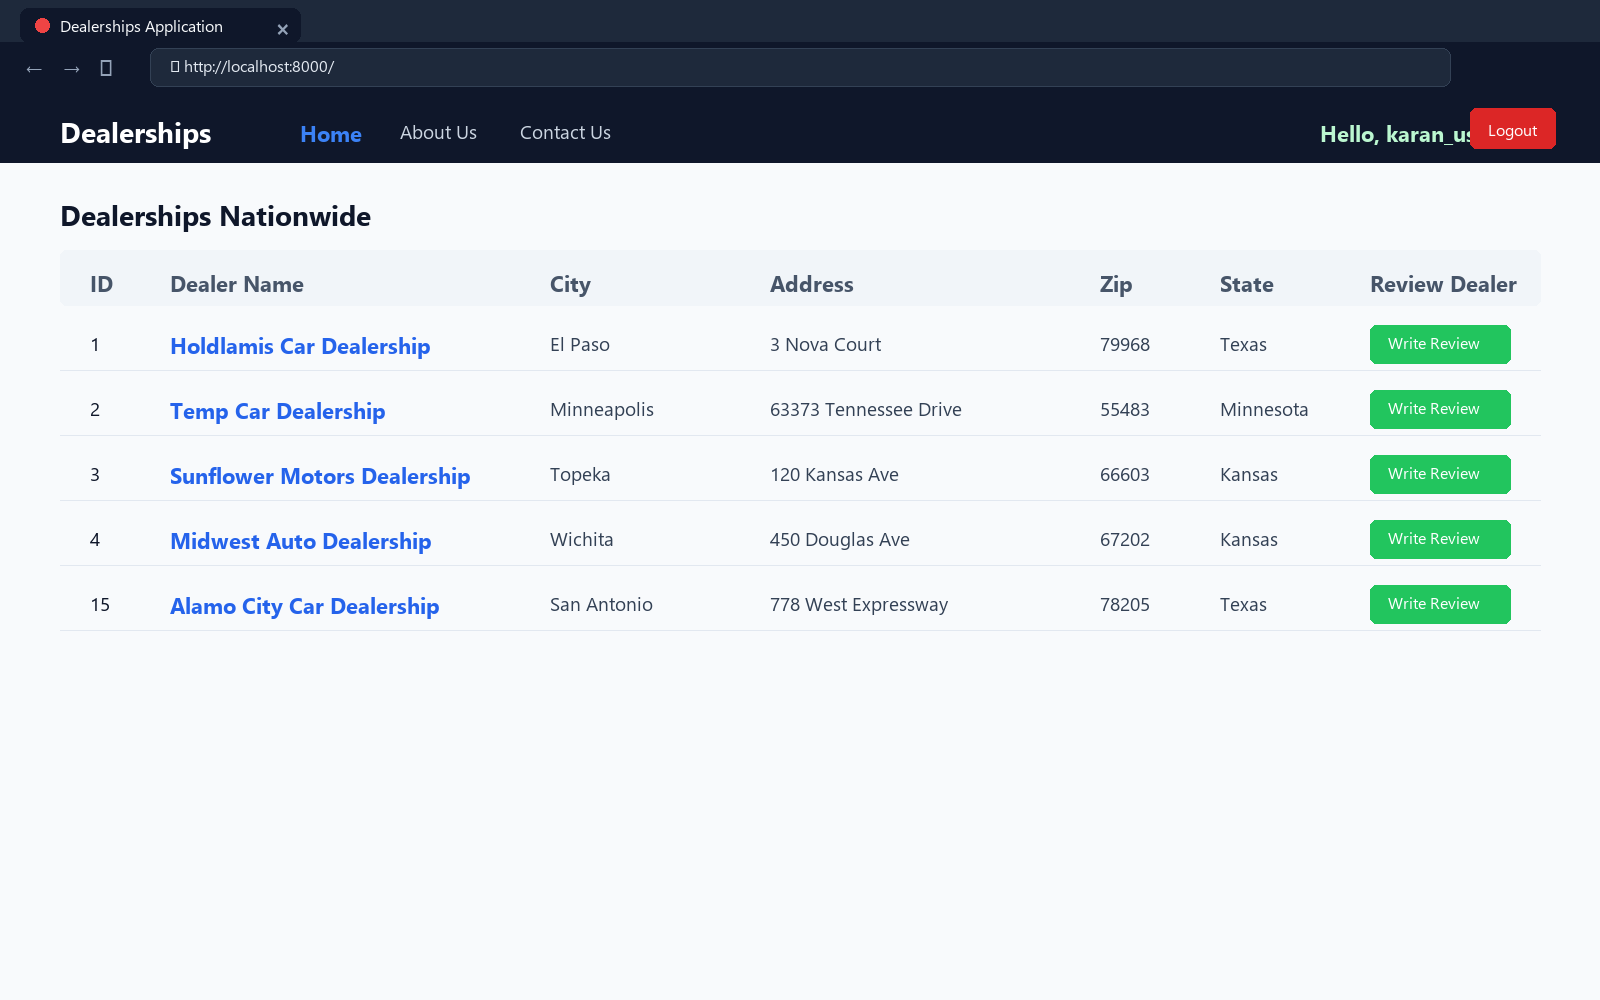 Dealerships Application ×
http://localhost:8000/
Dealerships Home About Us Contact Us Hello, karan_us Logout
Dealerships Nationwide
ID Dealer Name City Address Zip State Review Dealer
1 Holdlamis Car Dealership El Paso 3 Nova Court 79968 Texas Write Review
2 Temp Car Dealership Minneapolis 63373 Tennessee Drive 55483 Minnesota Write Review
3 Sunflower Motors Dealership Topeka 120 Kansas Ave 66603 Kansas Write Review
4 Midwest Auto Dealership Wichita 450 Douglas Ave 67202 Kansas Write Review
15 Alamo City Car Dealership San Antonio 778 West Expressway 78205 Texas Write Review